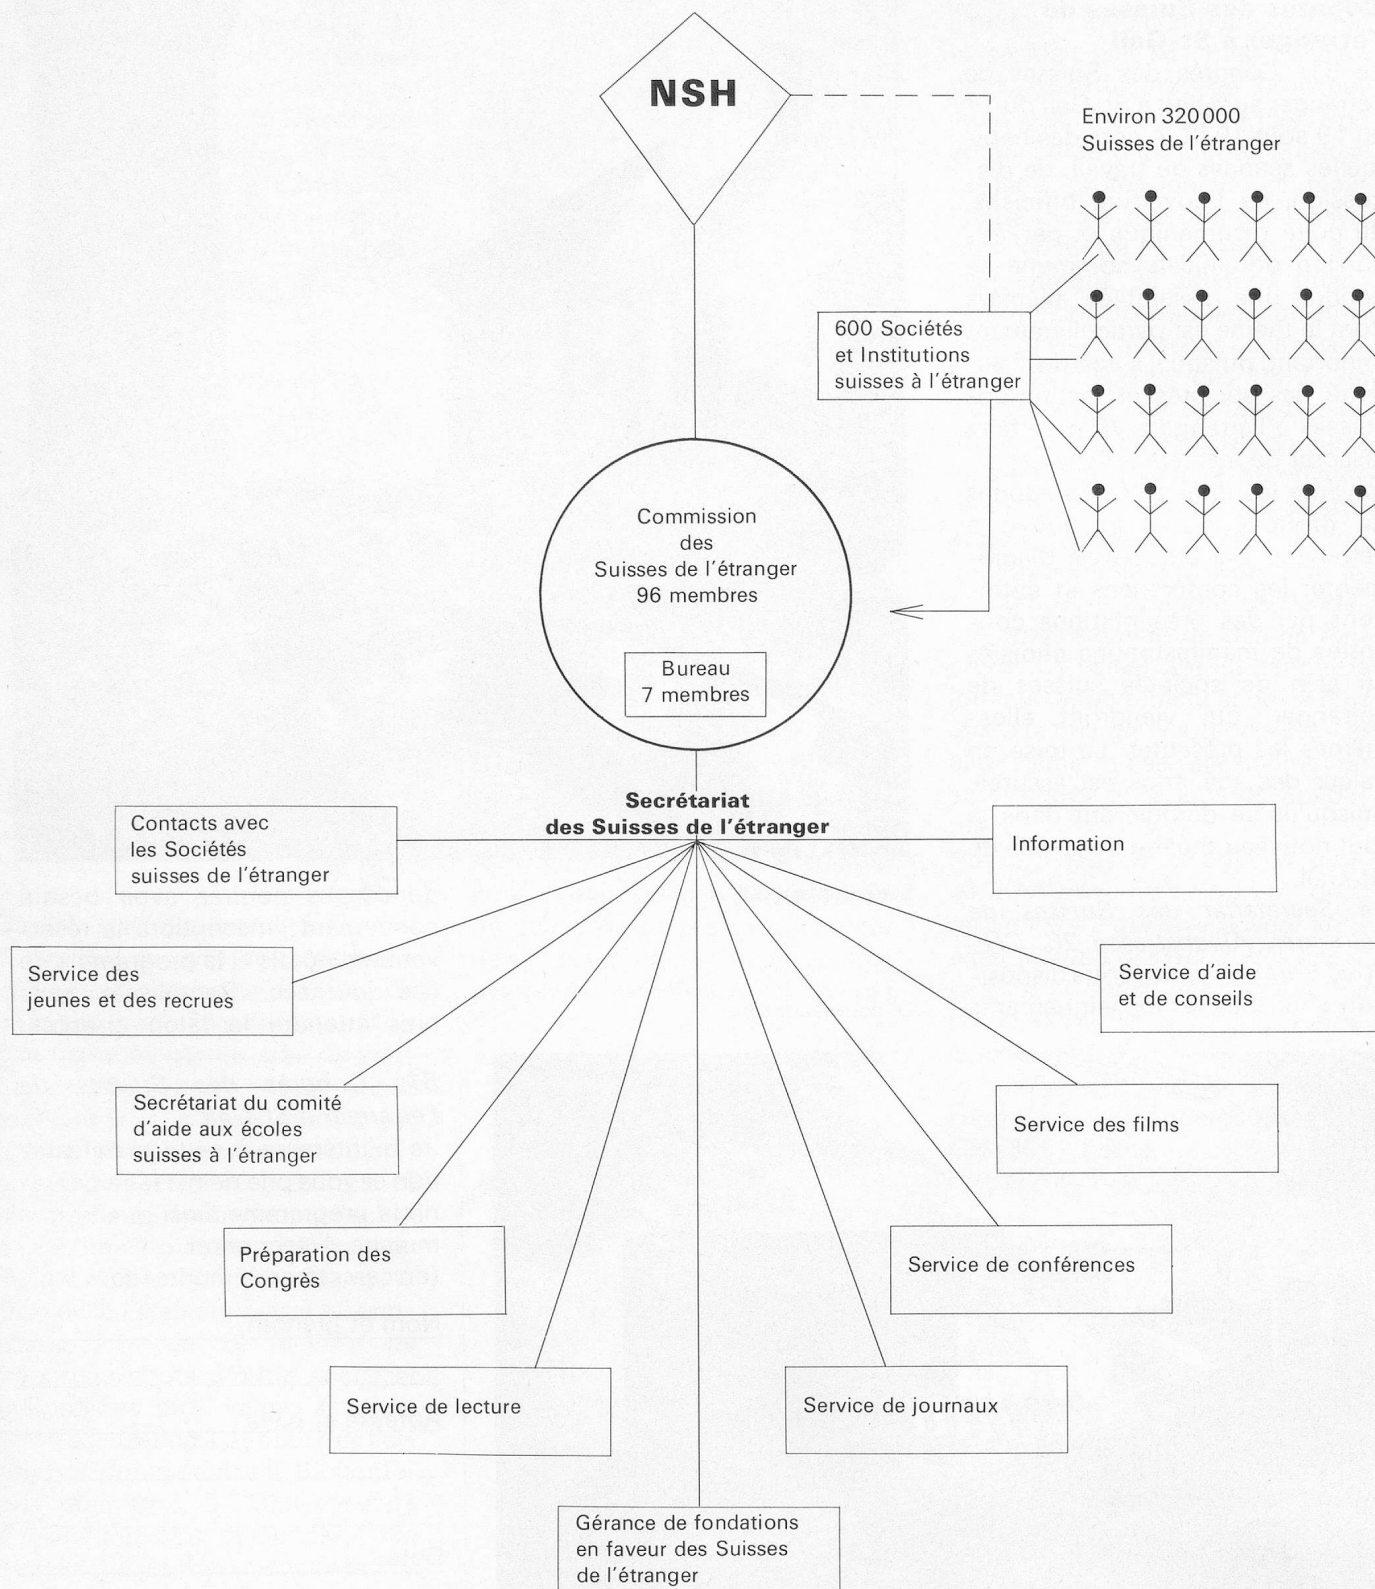 NSH
Environ 320 000
Suisses de l'étranger
600 Sociétés
et Institutions
suisses à l'étranger
Commission
des
Suisses de l'étranger
96 membres
Bureau
7 membres
Secrétariat
des Suisses de l'étranger
Contacts avec
les Sociétés
suisses de l'étranger
Information
Service des
jeunes et des recrues
Service d'aide
et de conseils
Secrétariat du comité
d'aide aux écoles
suisses à l'étranger
Service des films
Préparation des
Congrès
Service de conférences
Service de lecture
Service de journaux
Gérance de fondations
en faveur des Suisses
de l'étranger